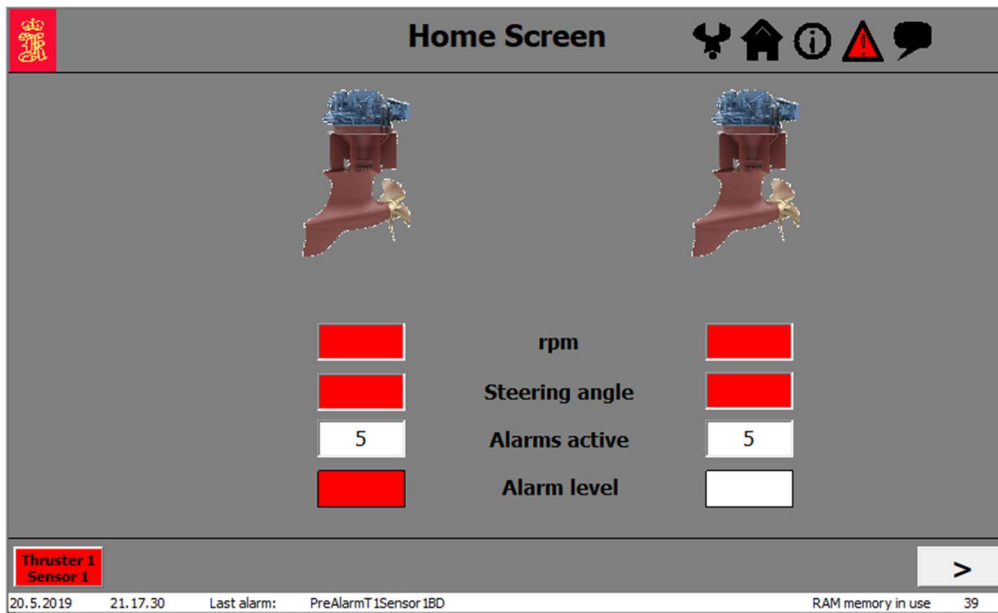 Home Screen
rpm
Steering angle
5 Alarms active 5
Alarm level
Thruster 1
Sensor 1
>
20.5.2019 21.17.30 Last alarm: PreAlarmT1Sensor1BD RAM memory in use 39